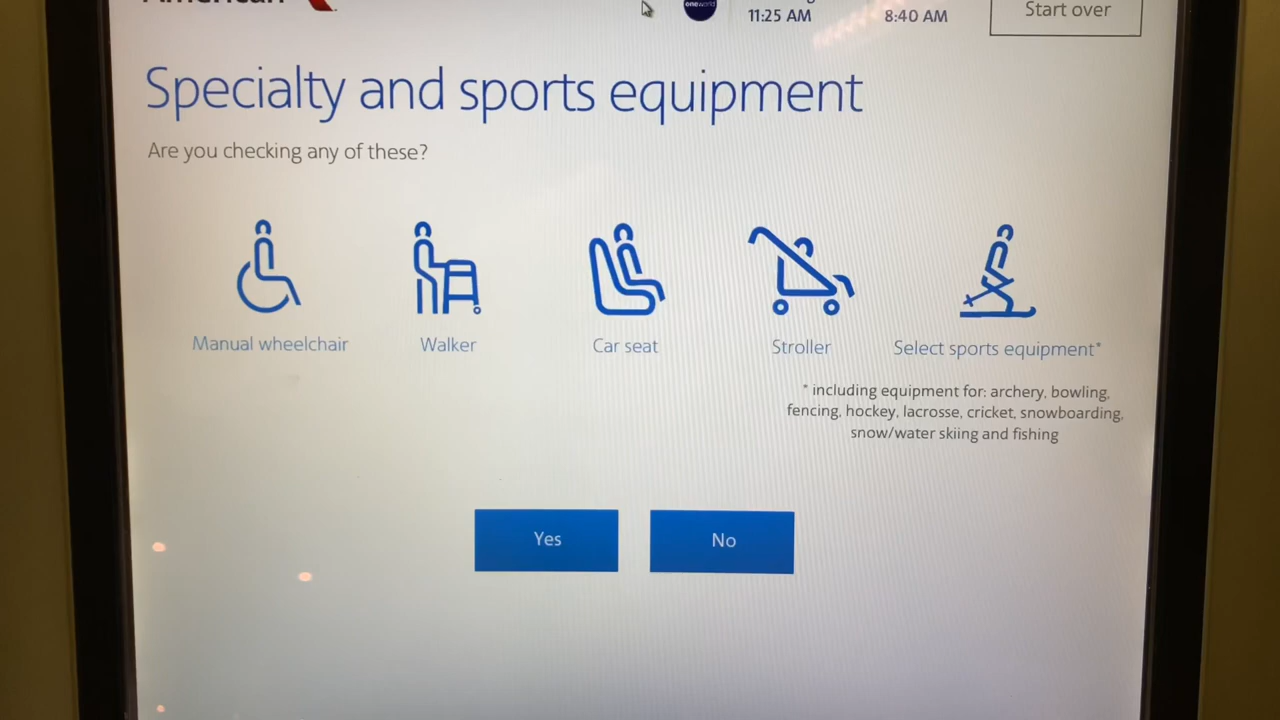 oneworld
11:25 AM
8:40 AM
Start over
Specialty and sports equipment
Are you checking any of these?
Manual wheelchair
Walker
Car seat
Stroller
Select sports equipment*
* including equipment for: archery, bowling,
fencing, hockey, lacrosse, cricket, snowboarding,
snow/water skiing and fishing
Yes
No